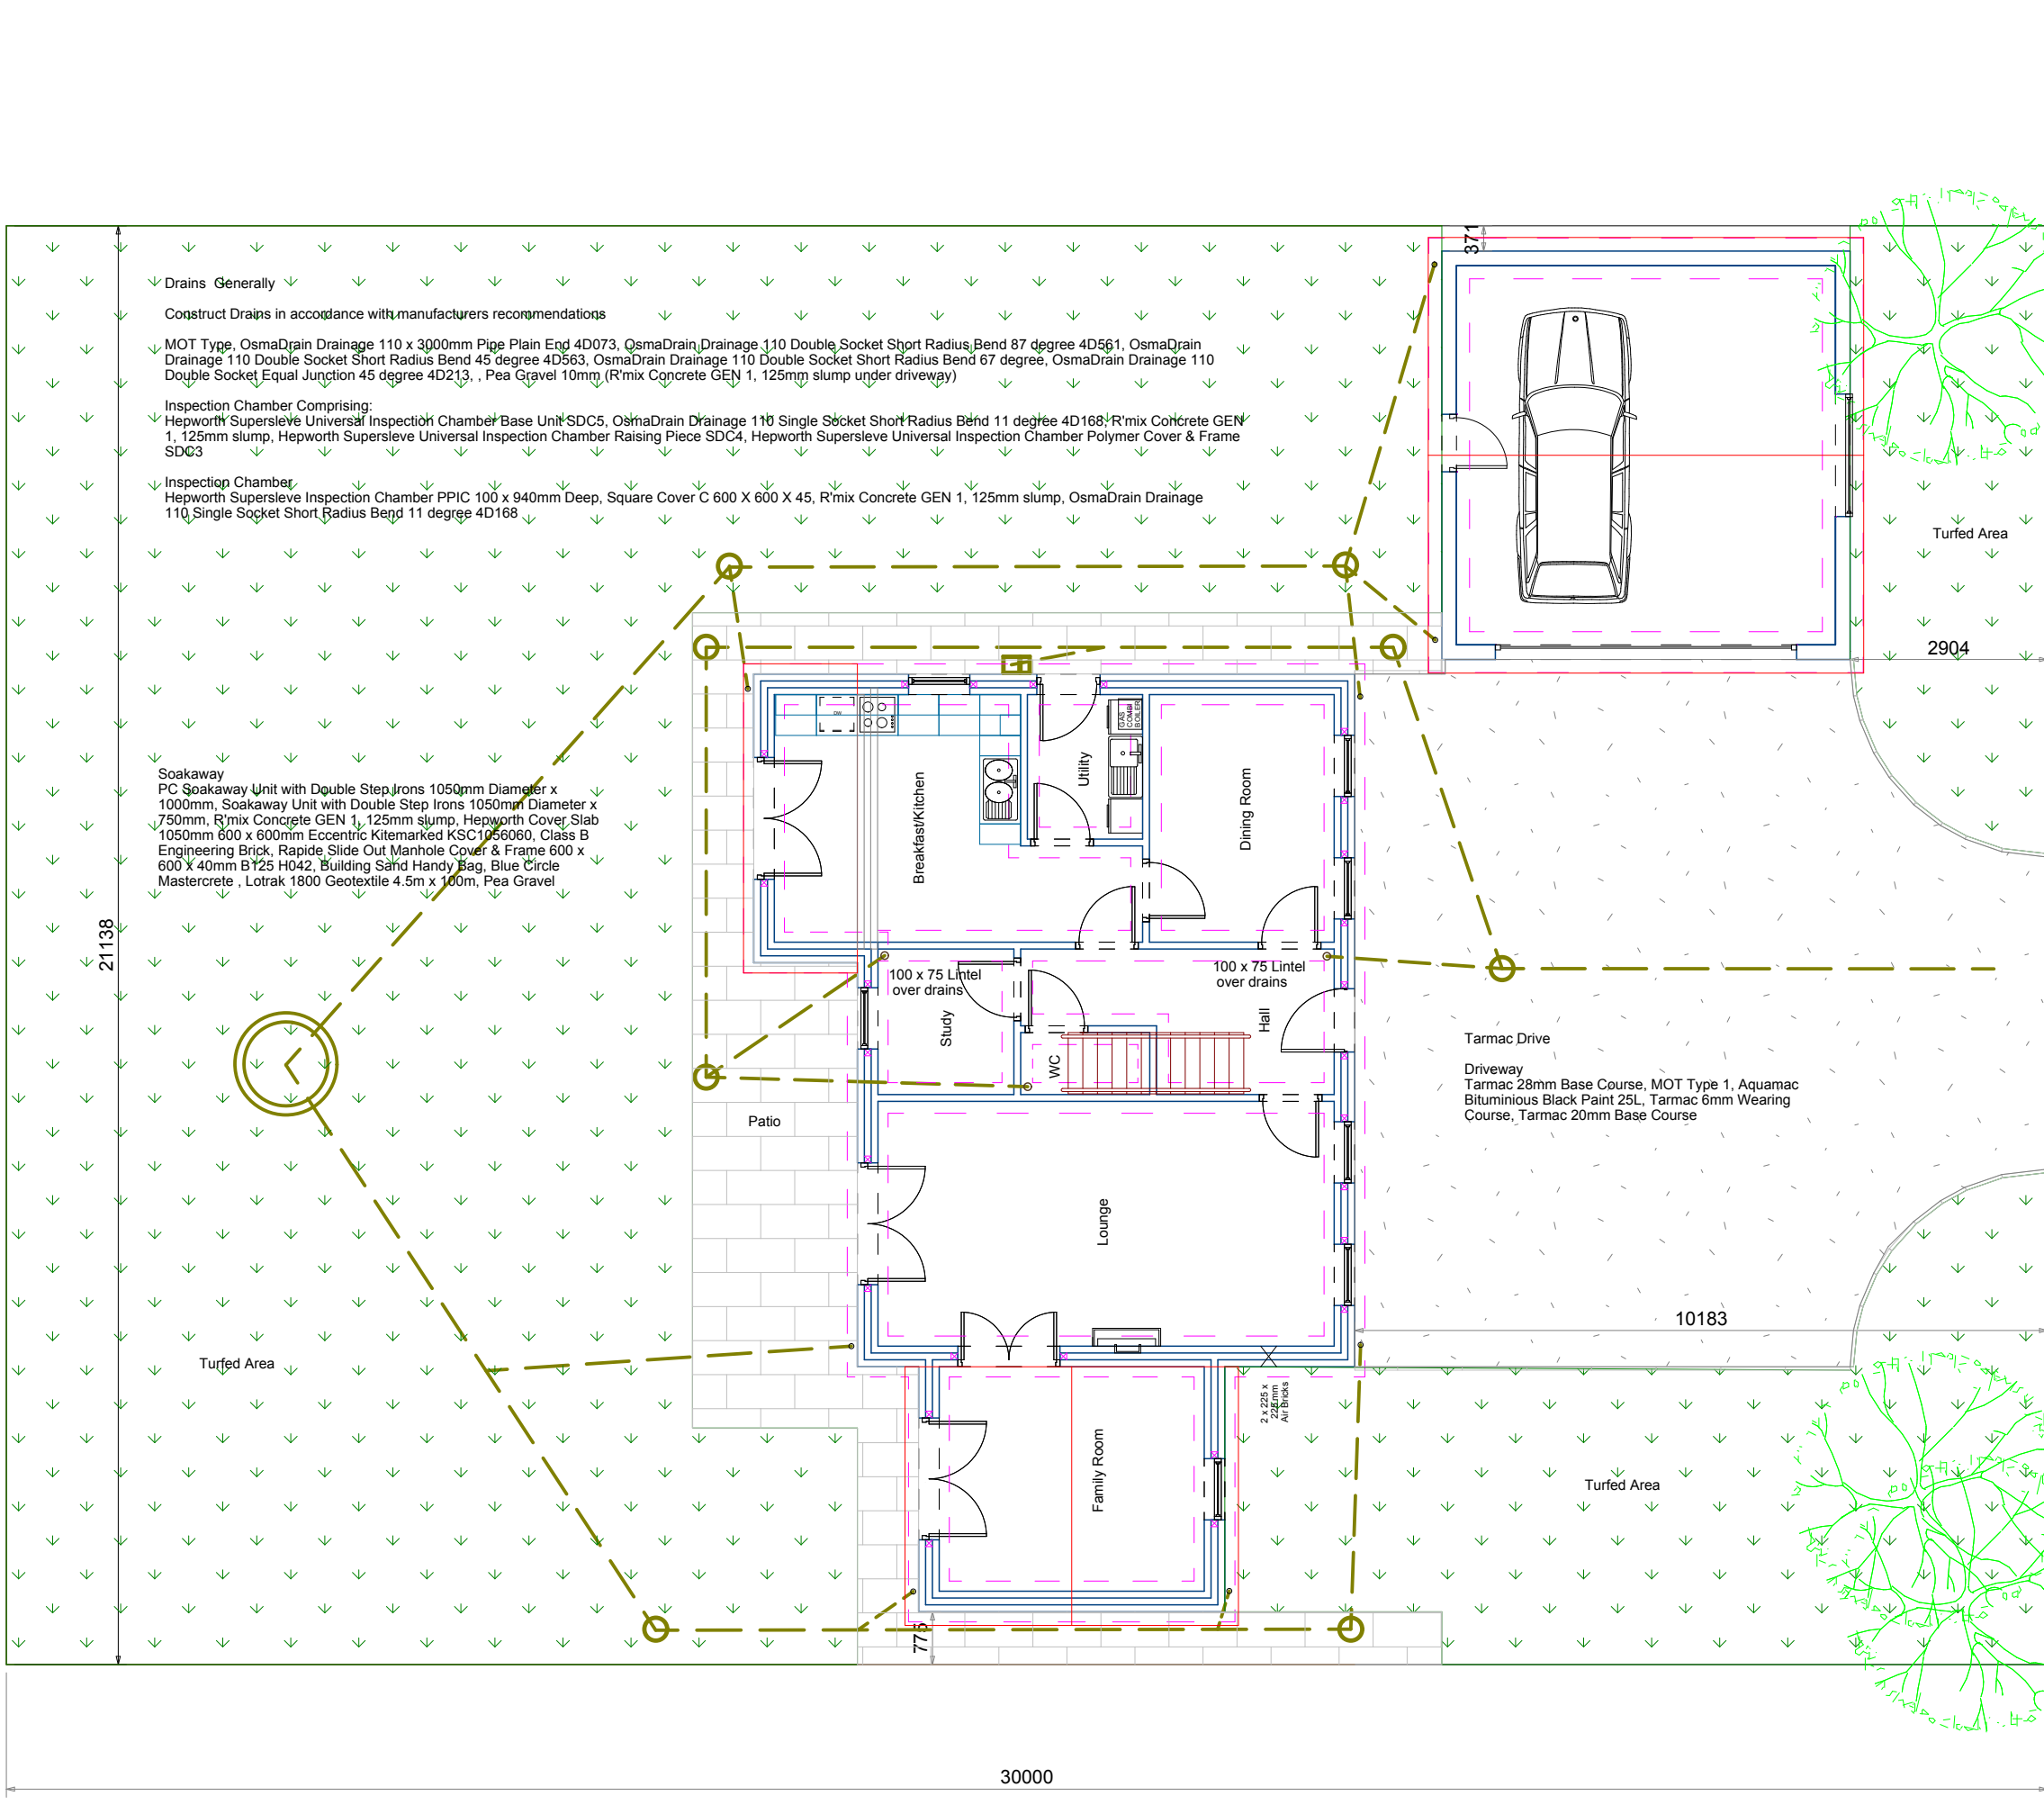 371
Drains  Generally
Construct Drains in accordance with manufacturers recommendations
MOT Type, OsmaDrain Drainage 110 x 3000mm Pipe Plain End 4D073, OsmaDrain Drainage 110 Double Socket Short Radius Bend 87 degree 4D561, OsmaDrain
Drainage 110 Double Socket Short Radius Bend 45 degree 4D563, OsmaDrain Drainage 110 Double Socket Short Radius Bend 67 degree, OsmaDrain Drainage 110
Double Socket Equal Junction 45 degree 4D213, , Pea Gravel 10mm (R'mix Concrete GEN 1, 125mm slump under driveway)
Inspection Chamber Comprising:
Hepworth Supersleve Universal Inspection Chamber Base Unit SDC5, OsmaDrain Drainage 110 Single Socket Short Radius Bend 11 degree 4D168, R'mix Concrete GEN
1, 125mm slump, Hepworth Supersleve Universal Inspection Chamber Raising Piece SDC4, Hepworth Supersleve Universal Inspection Chamber Polymer Cover & Frame
SDC3
Inspection Chamber
Hepworth Supersleve Inspection Chamber PPIC 100 x 940mm Deep, Square Cover C 600 X 600 X 45, R'mix Concrete GEN 1, 125mm slump, OsmaDrain Drainage
110 Single Socket Short Radius Bend 11 degree 4D168
Turfed Area
2904
DW
GAS
COMBI
BOILER
Soakaway
PC Soakaway Unit with Double Step Irons 1050mm Diameter x
1000mm, Soakaway Unit with Double Step Irons 1050mm Diameter x
750mm, R'mix Concrete GEN 1, 125mm slump, Hepworth Cover Slab
1050mm 600 x 600mm Eccentric Kitemarked KSC1056060, Class B
Engineering Brick, Rapide Slide Out Manhole Cover & Frame 600 x
600 x 40mm B125 H042, Building Sand Handy Bag, Blue Circle
Mastercrete , Lotrak 1800 Geotextile 4.5m x 100m, Pea Gravel
Breakfast/Kitchen
Utility
Dining Room
21138
100 x 75 Lintel
over drains
100 x 75 Lintel
over drains
Study
WC
Hall
Tarmac Drive
Driveway
Tarmac 28mm Base Course, MOT Type 1, Aquamac
Bituminious Black Paint 25L, Tarmac 6mm Wearing
Course, Tarmac 20mm Base Course
Patio
Lounge
10183
Turfed Area
2 x 225 x
225mm
Air Bricks
Family Room
Turfed Area
775
30000